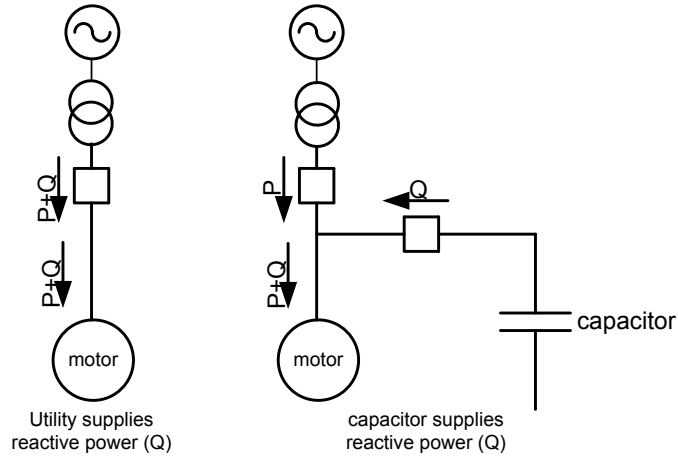 P+Q
P+Q
motor
Utility supplies
reactive power (Q)
P
Q
P+Q
capacitor
motor
capacitor supplies
reactive power (Q)